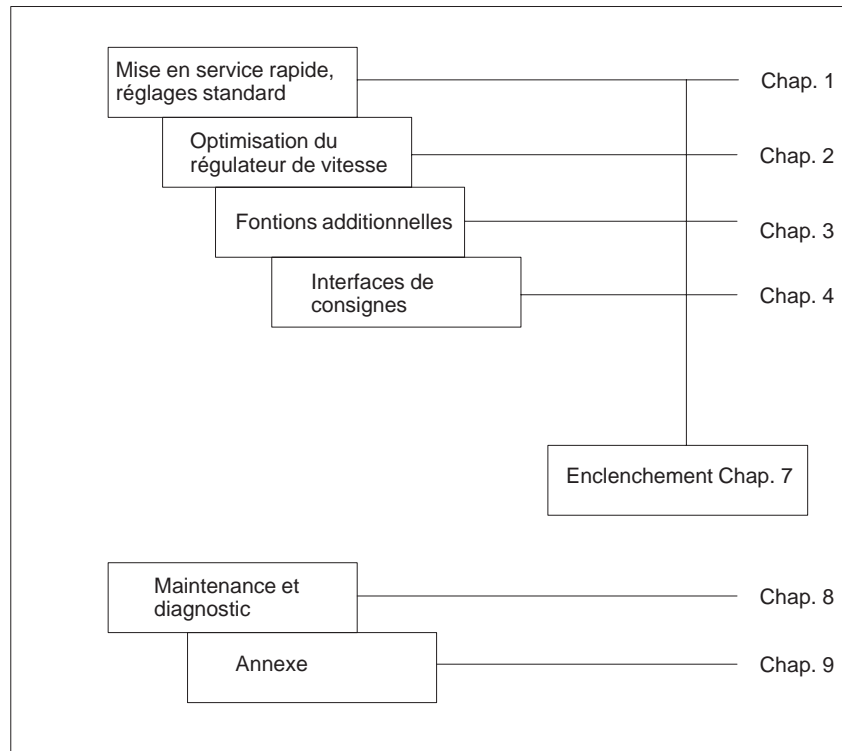 Mise en service rapide,
réglages standard
Chap. 1
Optimisation du
régulateur de vitesse
Chap. 2
Fontions additionnelles
Chap. 3
Interfaces de
consignes
Chap. 4
Enclenchement Chap. 7
Maintenance et
diagnostic
Chap. 8
Annexe
Chap. 9